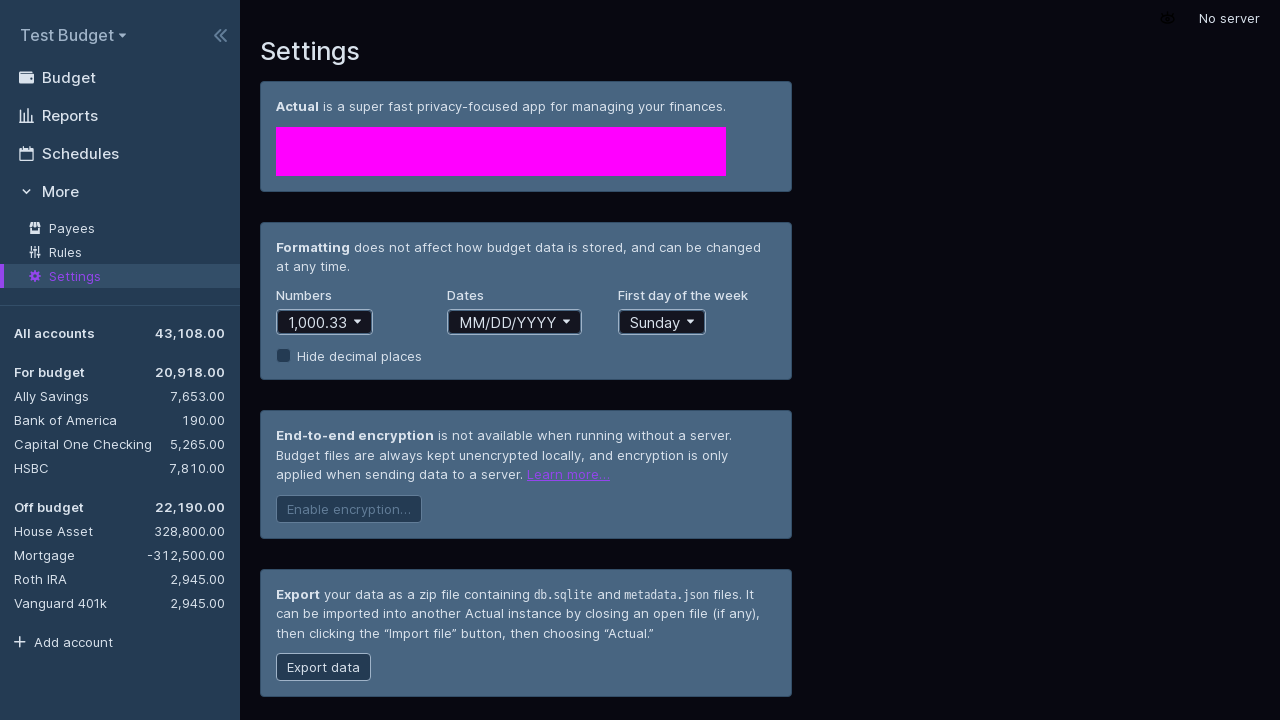 Test Budget
Budget
Reports
Schedules
More
Payees
Rules
Settings
All accounts 43,108.00
For budget 20,918.00
Ally Savings 7,653.00
Bank of America 190.00
Capital One Checking 5,265.00
HSBC 7,810.00
Off budget 22,190.00
House Asset 328,800.00
Mortgage -312,500.00
Roth IRA 2,945.00
Vanguard 401k 2,945.00
Add account
No server
Settings
Actual is a super fast privacy-focused app for managing your finances.
Formatting does not affect how budget data is stored, and can be changed
at any time.
Numbers Dates First day of the week
1,000.33 MM/DD/YYYY Sunday
Hide decimal places
End-to-end encryption is not available when running without a server.
Budget files are always kept unencrypted locally, and encryption is only
applied when sending data to a server. Learn more…
Enable encryption…
Export your data as a zip file containing db.sqlite and metadata.json files. It
can be imported into another Actual instance by closing an open file (if any),
then clicking the “Import file” button, then choosing “Actual.”
Export data